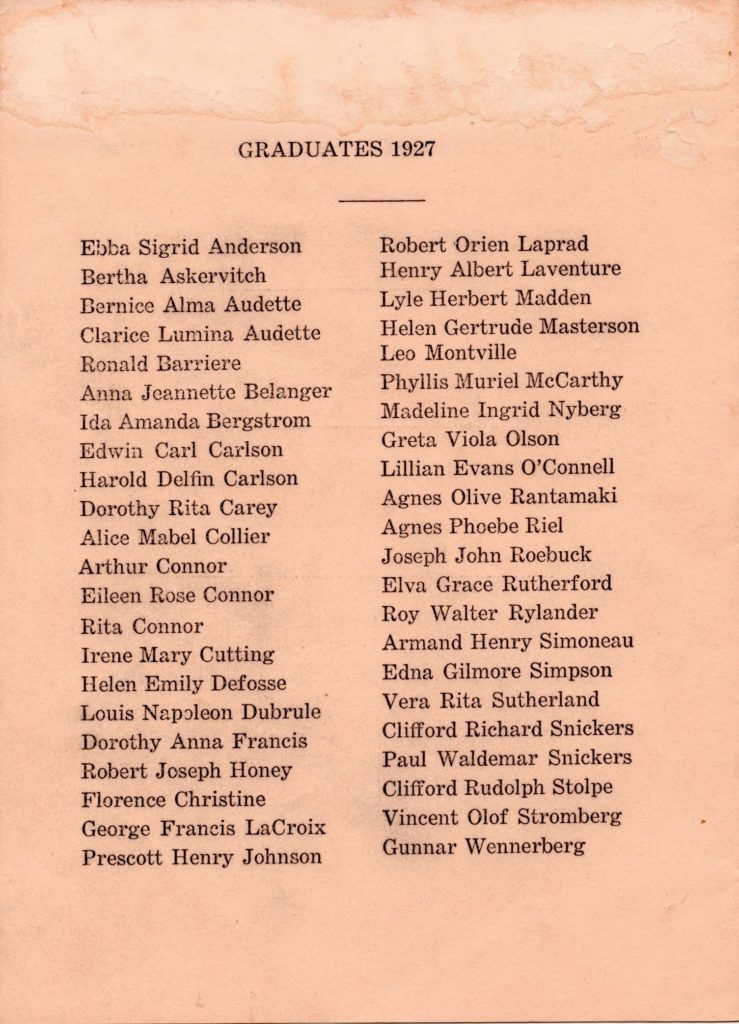 GRADUATES 1927
Ebba Sigrid Anderson
Bertha Askervitch
Bernice Alma Audette
Clarice Lumina Audette
Ronald Barriere
Anna Jeannette Belanger
Ida Amanda Bergstrom
Edwin Carl Carlson
Harold Delfin Carlson
Dorothy Rita Carey
Alice Mabel Collier
Arthur Connor
Eileen Rose Connor
Rita Connor
Irene Mary Cutting
Helen Emily Defosse
Louis Napoleon Dubrule
Dorothy Anna Francis
Robert Joseph Honey
Florence Christine
George Francis LaCroix
Prescott Henry Johnson
Robert Orien Laprad
Henry Albert Laventure
Lyle Herbert Madden
Helen Gertrude Masterson
Leo Montville
Phyllis Muriel McCarthy
Madeline Ingrid Nyberg
Greta Viola Olson
Lillian Evans O'Connell
Agnes Olive Rantamaki
Agnes Phoebe Riel
Joseph John Roebuck
Elva Grace Rutherford
Roy Walter Rylander
Armand Henry Simoneau
Edna Gilmore Simpson
Vera Rita Sutherland
Clifford Richard Snickers
Paul Waldemar Snickers
Clifford Rudolph Stolpe
Vincent Olof Stromberg
Gunnar Wennerberg